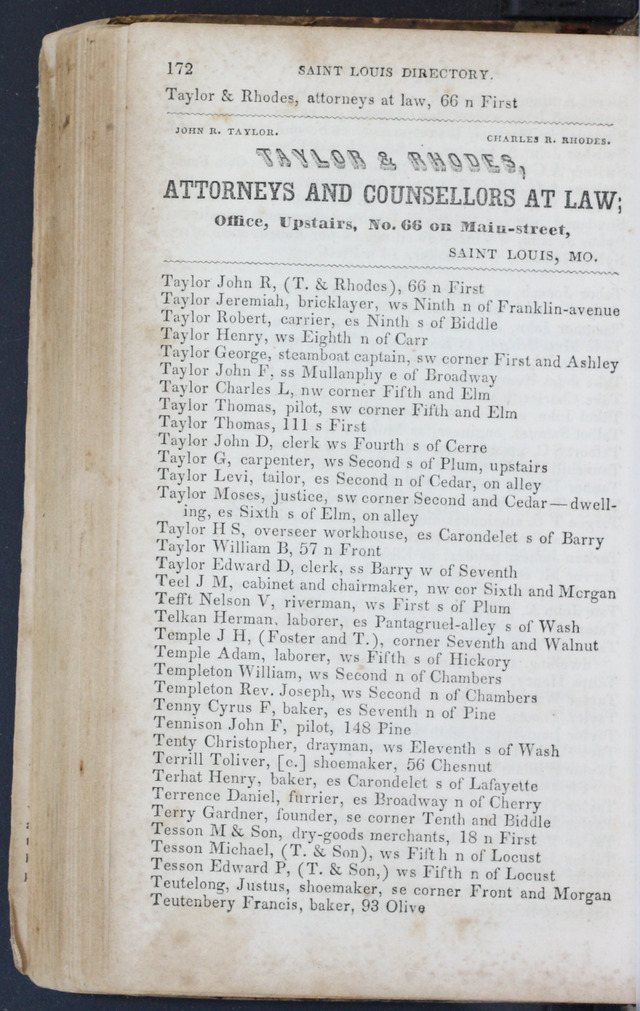 172 SAINT LOUIS DIRECTORY.
Taylor & Rhodes, attorneys at law, 66 n First
JOHN R. TAYLOR. CHARLES R. RHODES.
TAYLOR & RHODES,
ATTORNEYS AND COUNSELLORS AT LAW;
Office, Upstairs, No. 66 on Main-street,
SAINT LOUIS, MO.
Taylor John R, (T. & Rhodes), 66 n First
Taylor Jeremiah, bricklayer, ws Ninth n of Franklin-avenue
Taylor Robert, carrier, es Ninth s of Biddle
Taylor Henry, ws Eighth n of Carr
Taylor George, steamboat captain, sw corner First and Ashley
Taylor John F, ss Mullanphy e of Broadway
Taylor Charles L, nw corner Fifth and Elm
Taylor Thomas, pilot, sw corner Fifth and Elm
Taylor Thomas, 111 s First
Taylor John D, clerk ws Fourth s of Cerre
Taylor G, carpenter, ws Second s of Plum, upstairs
Taylor Levi, tailor, es Second n of Cedar, on alley
Taylor Moses, justice, sw corner Second and Cedar—dwell-
ing, es Sixth s of Elm, on alley
Taylor H S, overseer workhouse, es Carondelet s of Barry
Taylor William B, 57 n Front
Taylor Edward D, clerk, ss Barry w of Seventh
Teel J M, cabinet and chairmaker, nw cor Sixth and Morgan
Tefft Nelson V, riverman, ws First s of Plum
Telkan Herman, laborer, es Pantagruel-alley s of Wash
Temple J H, (Foster and T.), corner Seventh and Walnut
Temple Adam, laborer, ws Fifth s of Hickory
Templeton William, ws Second n of Chambers
Templeton Rev. Joseph, ws Second n of Chambers
Tenny Cyrus F, baker, es Seventh n of Pine
Tennison John F, pilot, 148 Pine
Tenty Christopher, drayman, ws Eleventh s of Wash
Terrill Toliver, [c.] shoemaker, 56 Chesnut
Terhat Henry, baker, es Carondelet s of Lafayette
Terrence Daniel, furrier, es Broadway n of Cherry
Terry Gardner, founder, se corner Tenth and Biddle
Tesson M & Son, dry-goods merchants, 18 n First
Tesson Michael, (T. & Son), ws Fifth n of Locust
Tesson Edward P, (T. & Son,) ws Fifth n of Locust
Teutelong, Justus, shoemaker, se corner Front and Morgan
Teutenbery Francis, baker, 93 Olive